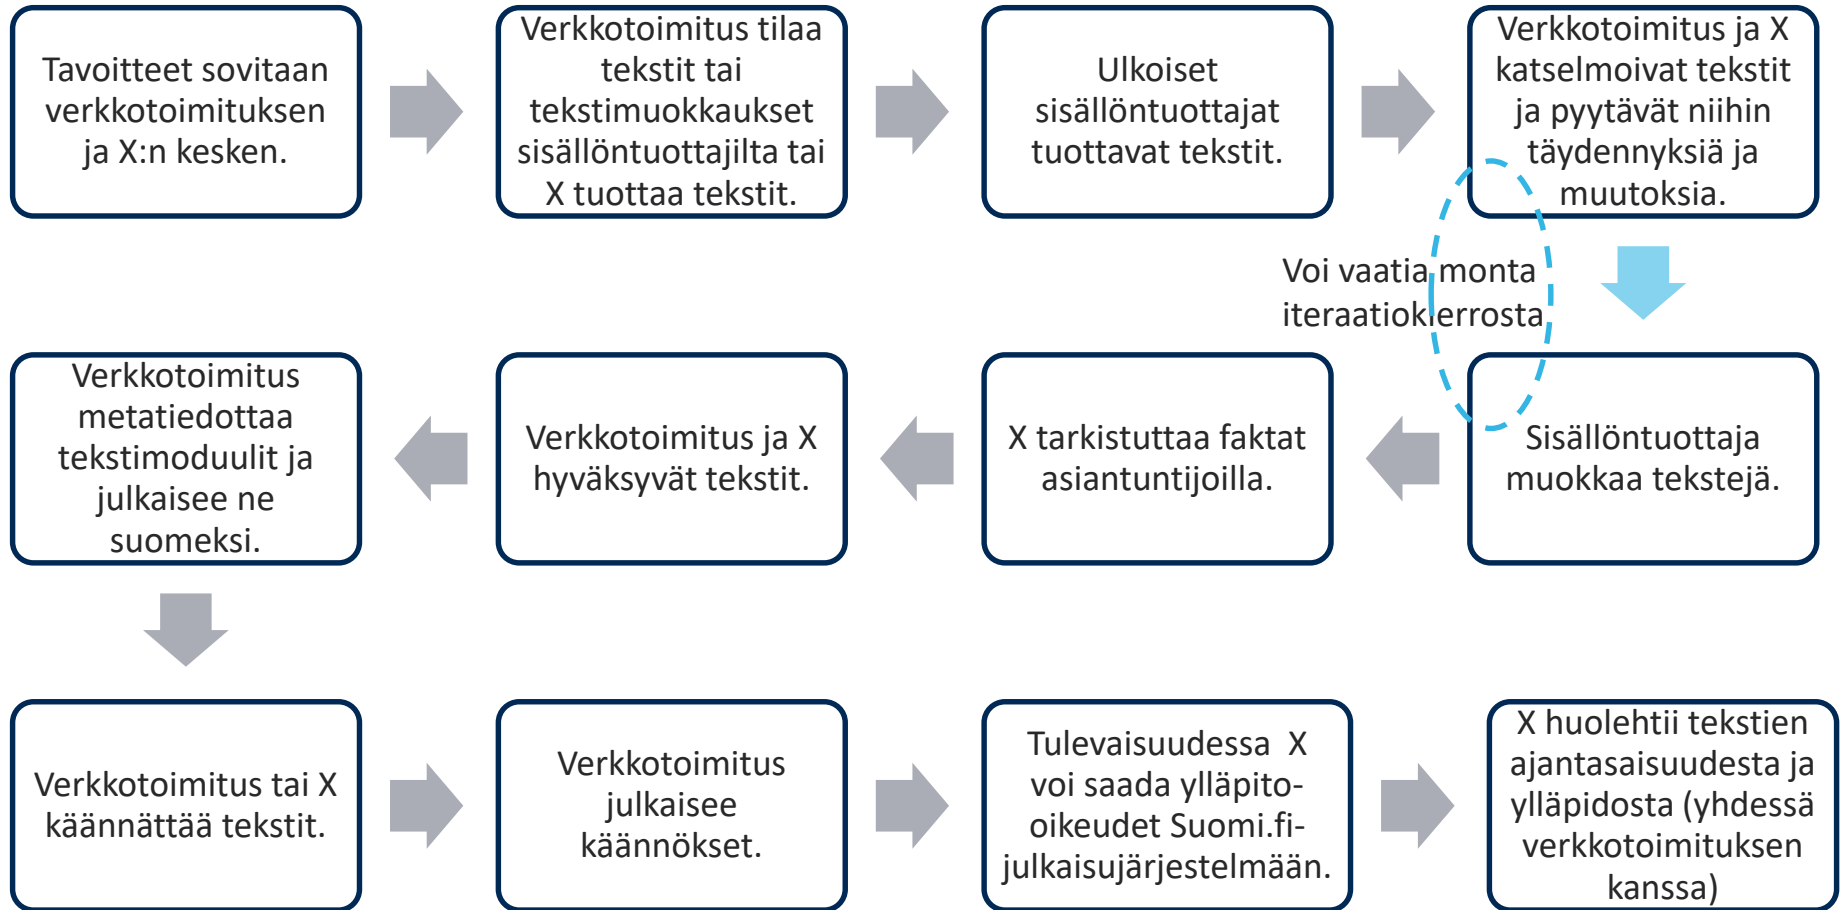 Tavoitteet sovitaan
verkkotoimituksen
ja X:n kesken.
Verkkotoimitus tilaa
tekstit tai
tekstimuokkaukset
sisällöntuottajilta tai
X tuottaa tekstit.
Ulkoiset
sisällöntuottajat
tuottavat tekstit.
Verkkotoimitus ja X
katselmoivat tekstit
ja pyytävät niihin
täydennyksiä ja
muutoksia.
Voi vaatia monta
iteraatiokierrosta
Sisällöntuottaja
muokkaa tekstejä.
X tarkistuttaa faktat
asiantuntijoilla.
Verkkotoimitus ja X
hyväksyvät tekstit.
Verkkotoimitus
metatiedottaa
tekstimoduulit ja
julkaisee ne
suomeksi.
Verkkotoimitus tai X
käännättää tekstit.
Verkkotoimitus
julkaisee
käännökset.
Tulevaisuudessa X
voi saada ylläpito-
oikeudet Suomi.fi-
julkaisujärjestelmään.
X huolehtii tekstien
ajantasaisuudesta ja
ylläpidosta (yhdessä
verkkotoimituksen
kanssa)